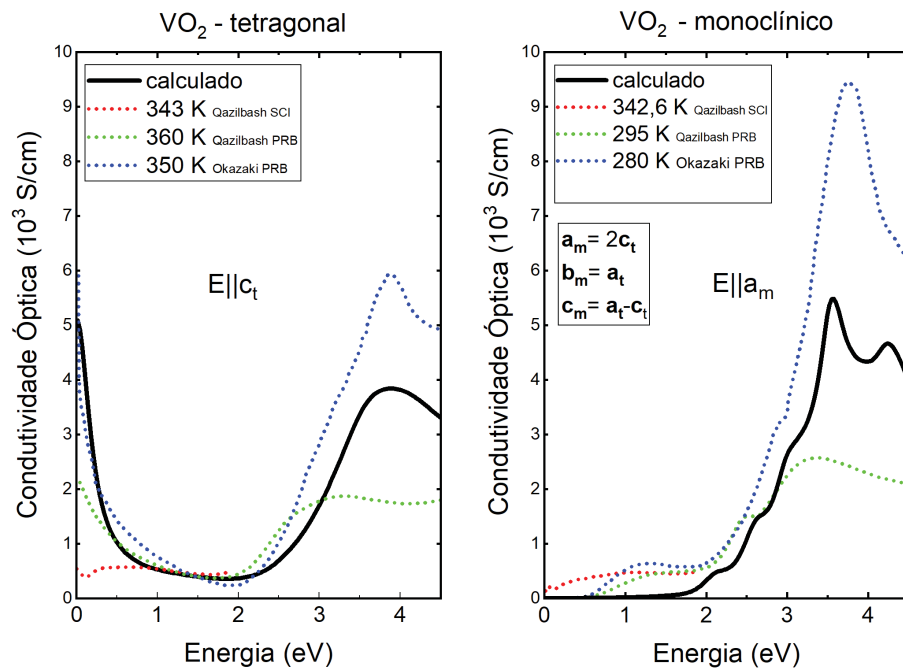 VO₂ - tetragonal
Condutividade Óptica (10³ S/cm)
10
9
8
7
6
5
4
3
2
1
0
calculado
343 K Qazilbash SCI
360 K Qazilbash PRB
350 K Okazaki PRB
E||cₜ
0 1 2 3 4
Energia (eV)
VO₂ - monoclínico
Condutividade Óptica (10³ S/cm)
10
9
8
7
6
5
4
3
2
1
0
calculado
342,6 K Qazilbash SCI
295 K Qazilbash PRB
280 K Okazaki PRB
aₘ= 2cₜ
bₘ= aₜ
cₘ= aₜ-cₜ
E||aₘ
0 1 2 3 4
Energia (eV)